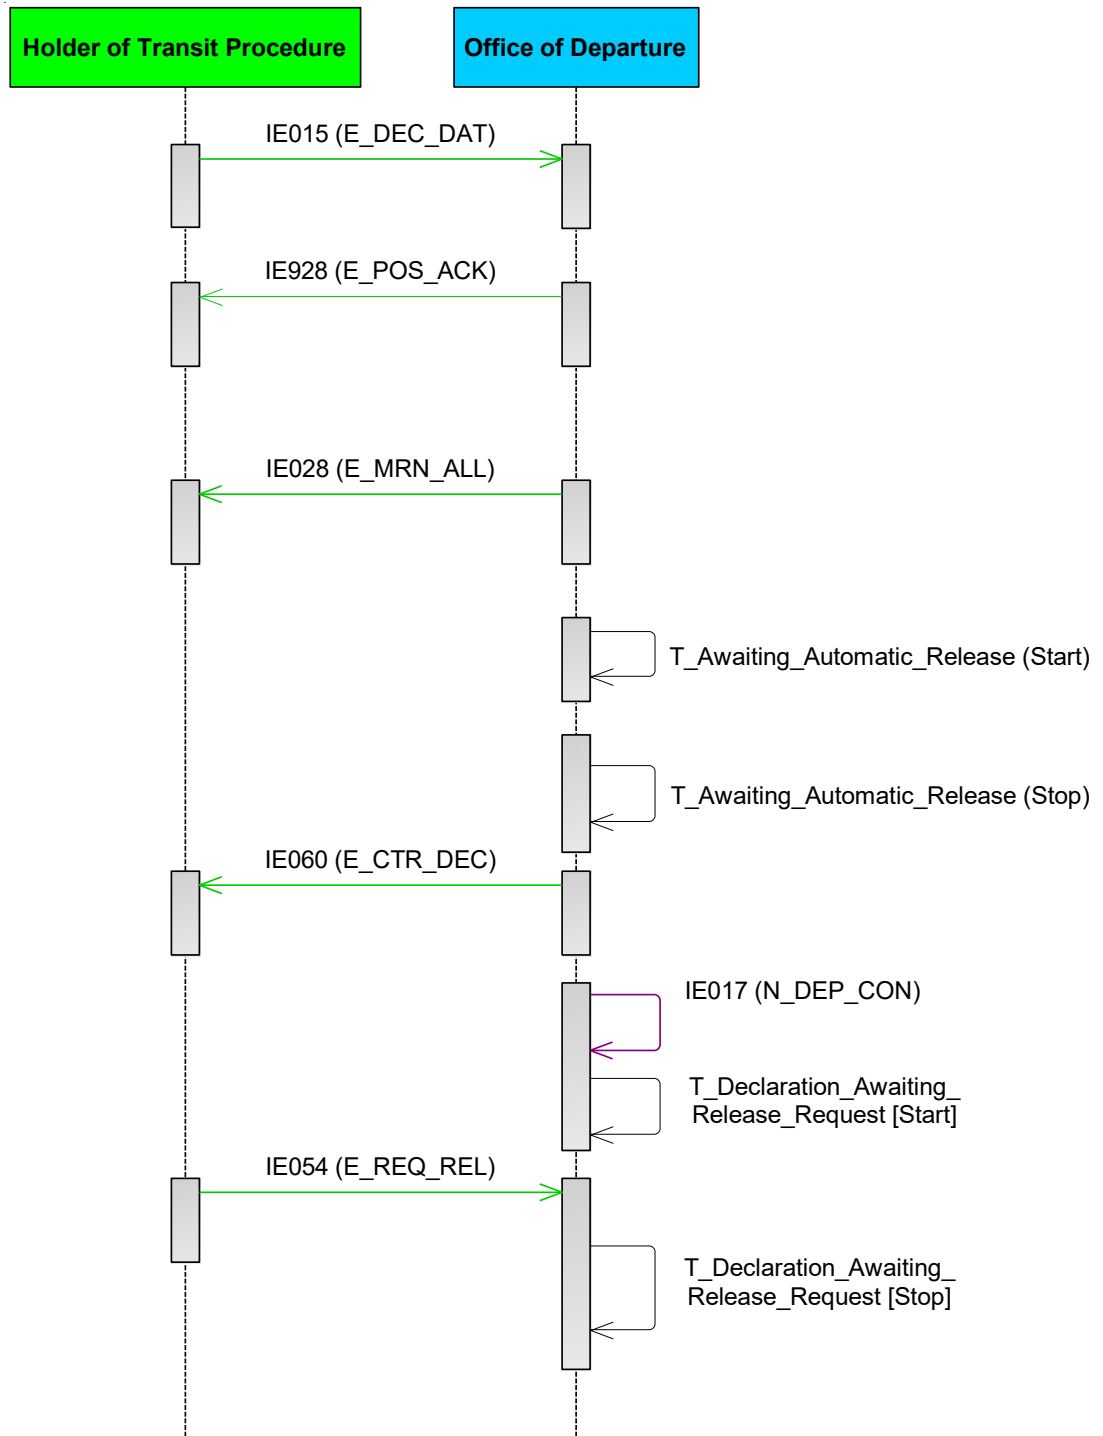 Holder of Transit Procedure
Office of Departure
IE015 (E_DEC_DAT)
IE928 (E_POS_ACK)
IE028 (E_MRN_ALL)
T_Awaiting_Automatic_Release (Start)
T_Awaiting_Automatic_Release (Stop)
IE060 (E_CTR_DEC)
IE017 (N_DEP_CON)
T_Declaration_Awaiting_
Release_Request [Start]
IE054 (E_REQ_REL)
T_Declaration_Awaiting_
Release_Request [Stop]